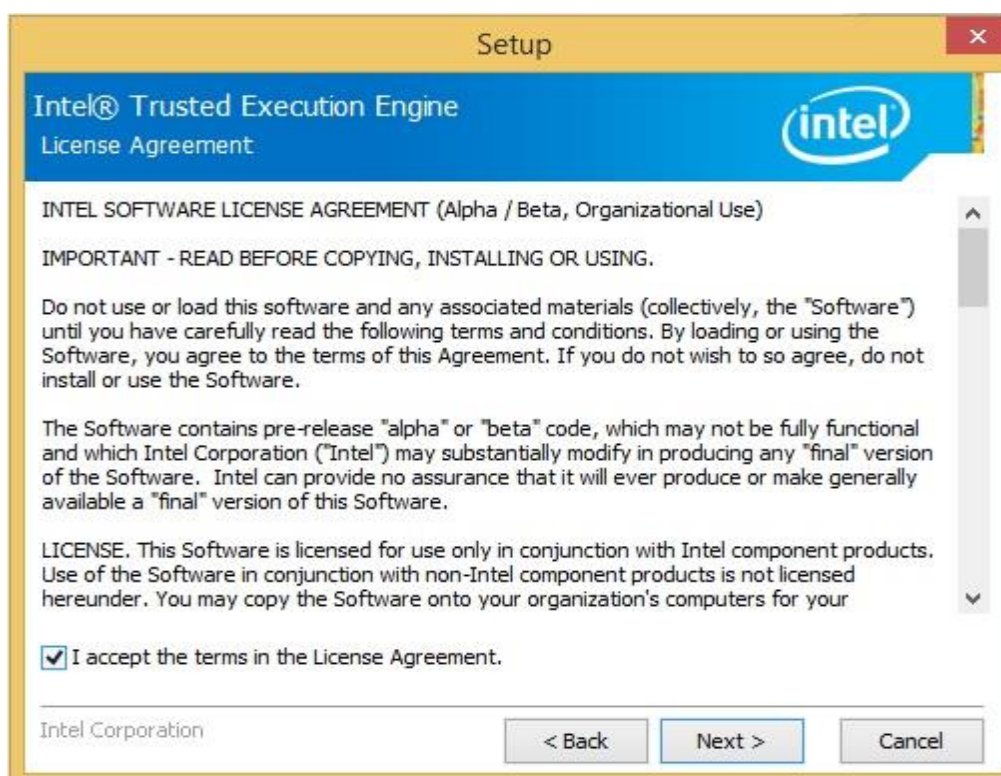 Setup
Intel® Trusted Execution Engine
License Agreement
intel
INTEL SOFTWARE LICENSE AGREEMENT (Alpha / Beta, Organizational Use)
IMPORTANT - READ BEFORE COPYING, INSTALLING OR USING.
Do not use or load this software and any associated materials (collectively, the "Software")
until you have carefully read the following terms and conditions. By loading or using the
Software, you agree to the terms of this Agreement. If you do not wish to so agree, do not
install or use the Software.
The Software contains pre-release "alpha" or "beta" code, which may not be fully functional
and which Intel Corporation ("Intel") may substantially modify in producing any "final" version
of the Software.  Intel can provide no assurance that it will ever produce or make generally
available a "final" version of this Software.
LICENSE. This Software is licensed for use only in conjunction with Intel component products.
Use of the Software in conjunction with non-Intel component products is not licensed
hereunder. You may copy the Software onto your organization's computers for your
I accept the terms in the License Agreement.
Intel Corporation
< Back
Next >
Cancel